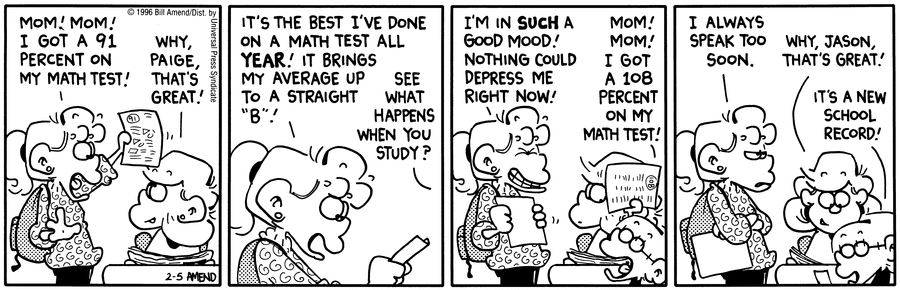 © 1996 Bill Amend/Dist. by Universal Press Syndicate
MOM! MOM!
I GOT A 91
PERCENT ON
MY MATH TEST!
WHY,
PAIGE,
THAT'S
GREAT!
91
2-5 AMEND
IT'S THE BEST I'VE DONE
ON A MATH TEST ALL
YEAR! IT BRINGS
MY AVERAGE UP
TO A STRAIGHT
"B"!
SEE
WHAT
HAPPENS
WHEN YOU
STUDY?
I'M IN SUCH A
GOOD MOOD!
NOTHING COULD
DEPRESS ME
RIGHT NOW!
MOM!
MOM!
I GOT
A 108
PERCENT
ON MY
MATH TEST!
108
I ALWAYS
SPEAK TOO
SOON.
WHY, JASON,
THAT'S GREAT!
IT'S A NEW
SCHOOL
RECORD!